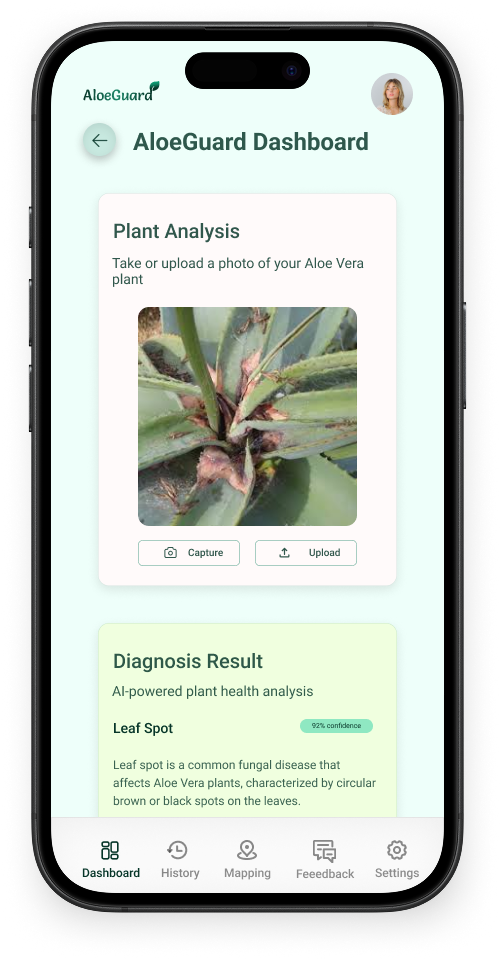 AloeGuard
AloeGuard Dashboard
Plant Analysis
Take or upload a photo of your Aloe Vera
plant
Capture
Upload
Diagnosis Result
AI-powered plant health analysis
Leaf Spot
92% confidence
Leaf spot is a common fungal disease that
affects Aloe Vera plants, characterized by circular
brown or black spots on the leaves.
Dashboard
History
Mapping
Feeedback
Settings